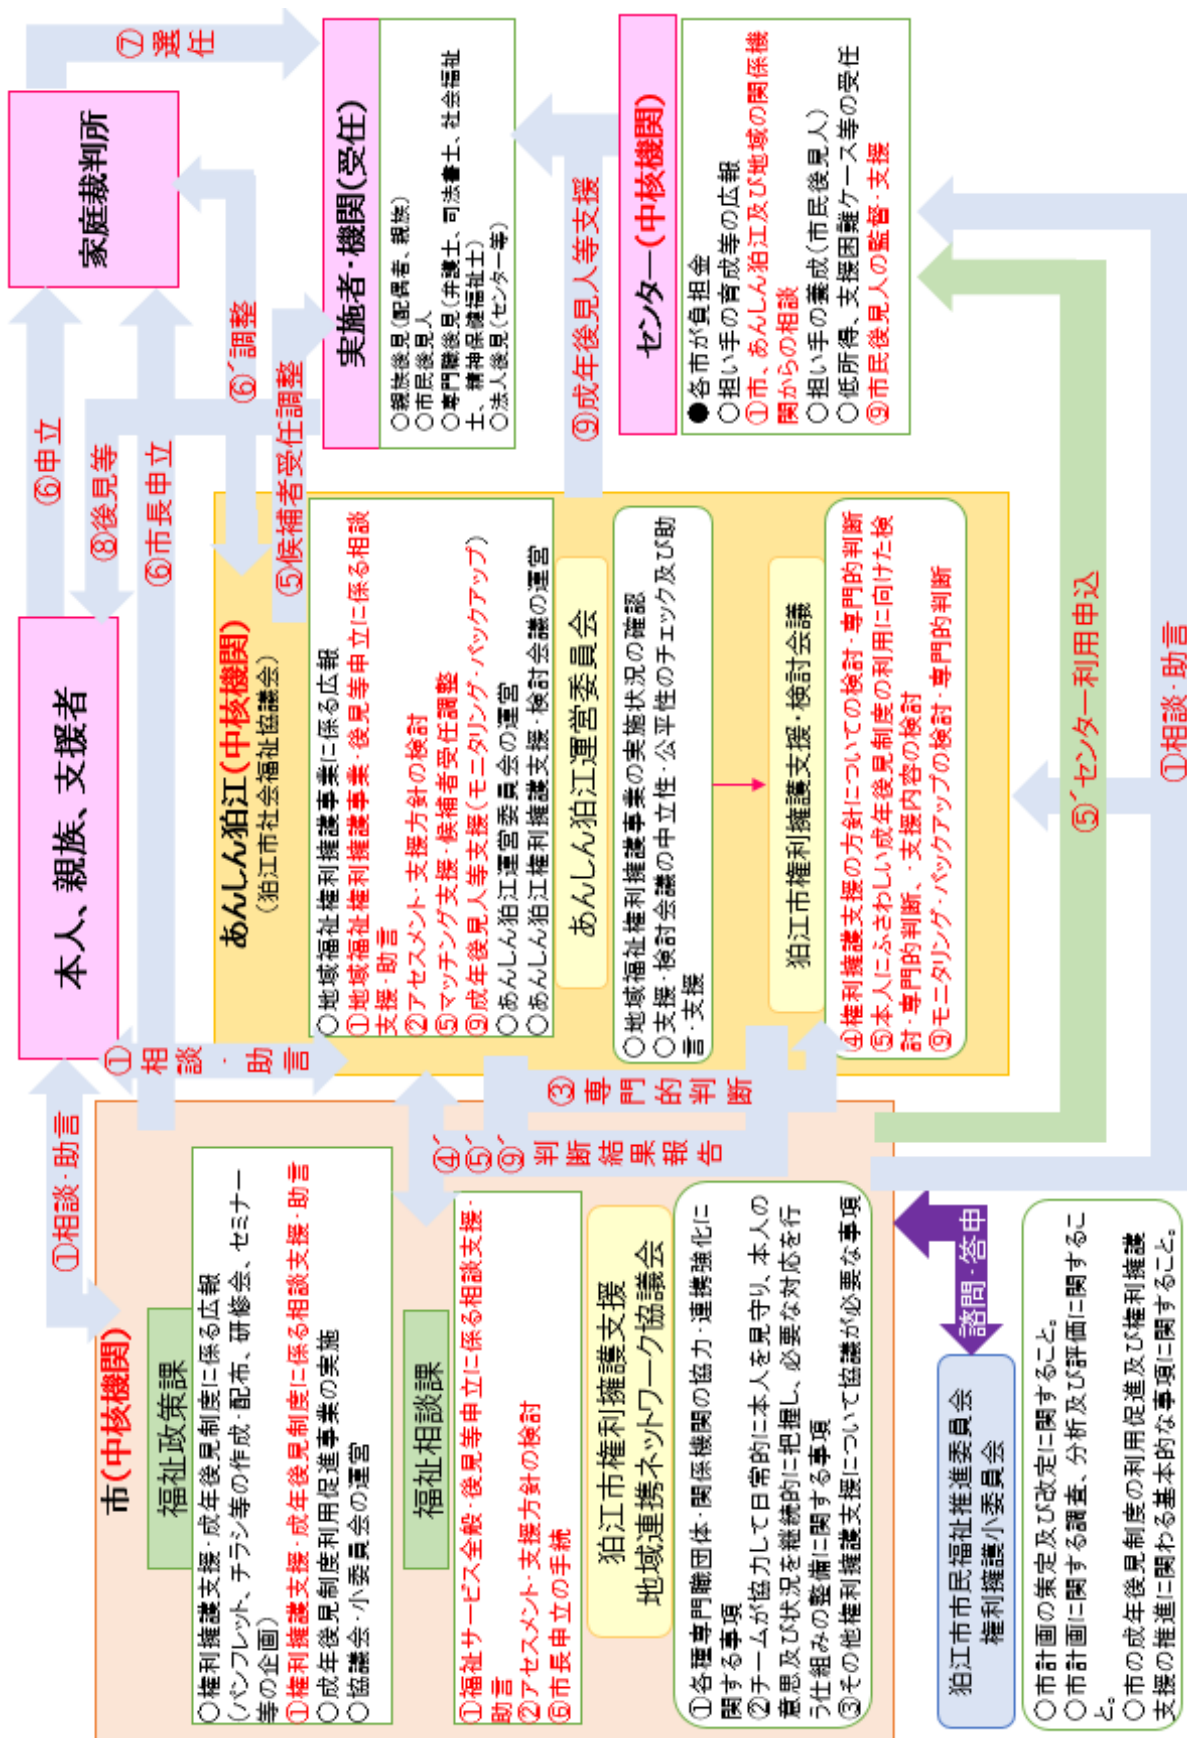 本人、親族、支援者
家庭裁判所
⑥申立
⑧後見等
⑥市長申立
⑥´調整
⑤候補者受任調整
⑦選任
①相談・助言
①相談・助言
市(中核機関)
福祉政策課
○権利擁護支援・成年後見制度に係る広報
(パンフレット、チラシ等の作成・配布、研修会、セミナー
等の企画)
①権利擁護支援・成年後見制度に係る相談支援・助言
○成年後見制度利用促進事業の実施
○協議会・小委員会の運営
福祉相談課
①福祉サービス全般・後見等申立に係る相談支援・
助言
②アセスメント・支援方針の検討
⑥市長申立の手続
狛江市権利擁護支援
地域連携ネットワーク協議会
①各種専門職団体・関係機関の協力・連携強化に
関する事項
②チームが協力して日常的に本人を見守り、本人の
意思及び状況を継続的に把握し、必要な対応を行
う仕組みの整備に関する事項
③その他権利擁護支援について協議が必要な事項
④´
⑤´
⑨´
判断結果報告
③専門的判断
あんしん狛江(中核機関)
(狛江市社会福祉協議会)
○地域福祉権利擁護事業に係る広報
①地域福祉権利擁護事業・後見等申立に係る相談
支援・助言
②アセスメント・支援方針の検討
⑤マッチング支援・候補者受任調整
⑨成年後見人等支援(モニタリング・バックアップ)
○あんしん狛江運営委員会の運営
○あんしん狛江権利擁護支援・検討会議の運営
あんしん狛江運営委員会
○地域福祉権利擁護事業の実施状況の確認
○支援・検討会議の中立性・公平性のチェック及び助
言・支援
狛江市権利擁護支援・検討会議
④権利擁護支援の方針についての検討・専門的判断
⑤本人にふさわしい成年後見制度の利用に向けた検
討・専門的判断、支援内容の検討
⑨モニタリング・バックアップの検討・専門的判断
実施者・機関(受任)
○親族後見(配偶者、親族)
○市民後見人
○専門職後見(弁護士、司法書士、社会福祉
士、精神保健福祉士)
○法人後見(センター等)
⑨成年後見人等支援
センター(中核機関)
●各市が負担金
○担い手の育成等の広報
①市、あんしん狛江及び地域の関係機
関からの相談
○担い手の養成(市民後見人)
○低所得、支援困難ケース等の受任
⑨市民後見人の監督・支援
⑤´センター利用申込
①相談・助言
諮問・答申
狛江市市民福祉推進委員会
権利擁護小委員会
○市計画の策定及び改定に関すること。
○市計画に関する調査、分析及び評価に関するこ
と。
○市の成年後見制度の利用促進及び権利擁護
支援の推進に関わる基本的な事項に関すること。